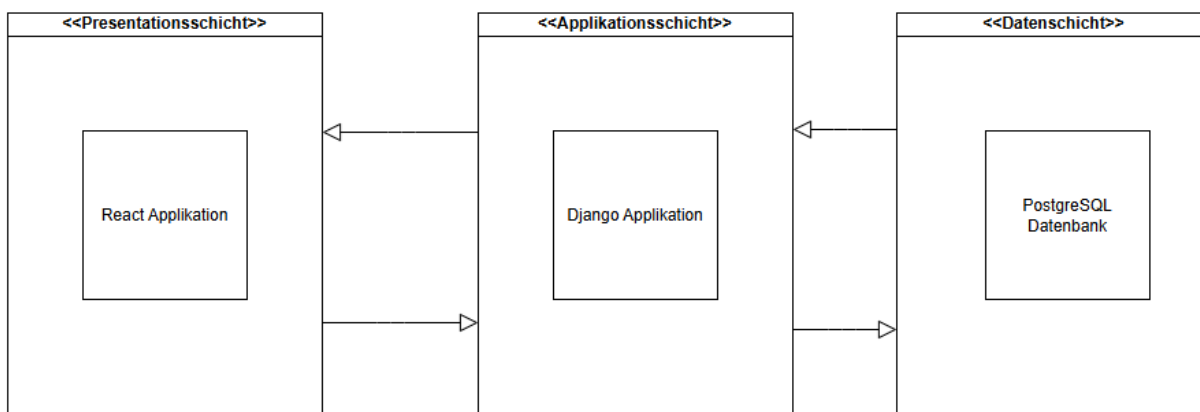 <<Presentationsschicht>>
<<Applikationsschicht>>
<<Datenschicht>>
React Applikation
Django Applikation
PostgreSQL
Datenbank